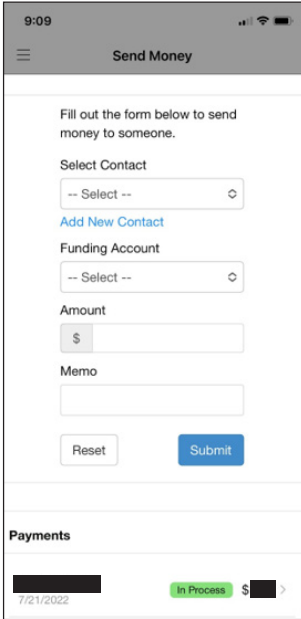 9:09
Send Money
Fill out the form below to send
money to someone.
Select Contact
-- Select --
Add New Contact
Funding Account
-- Select --
Amount
$
Memo
Reset
Submit
Payments
In Process $
7/21/2022